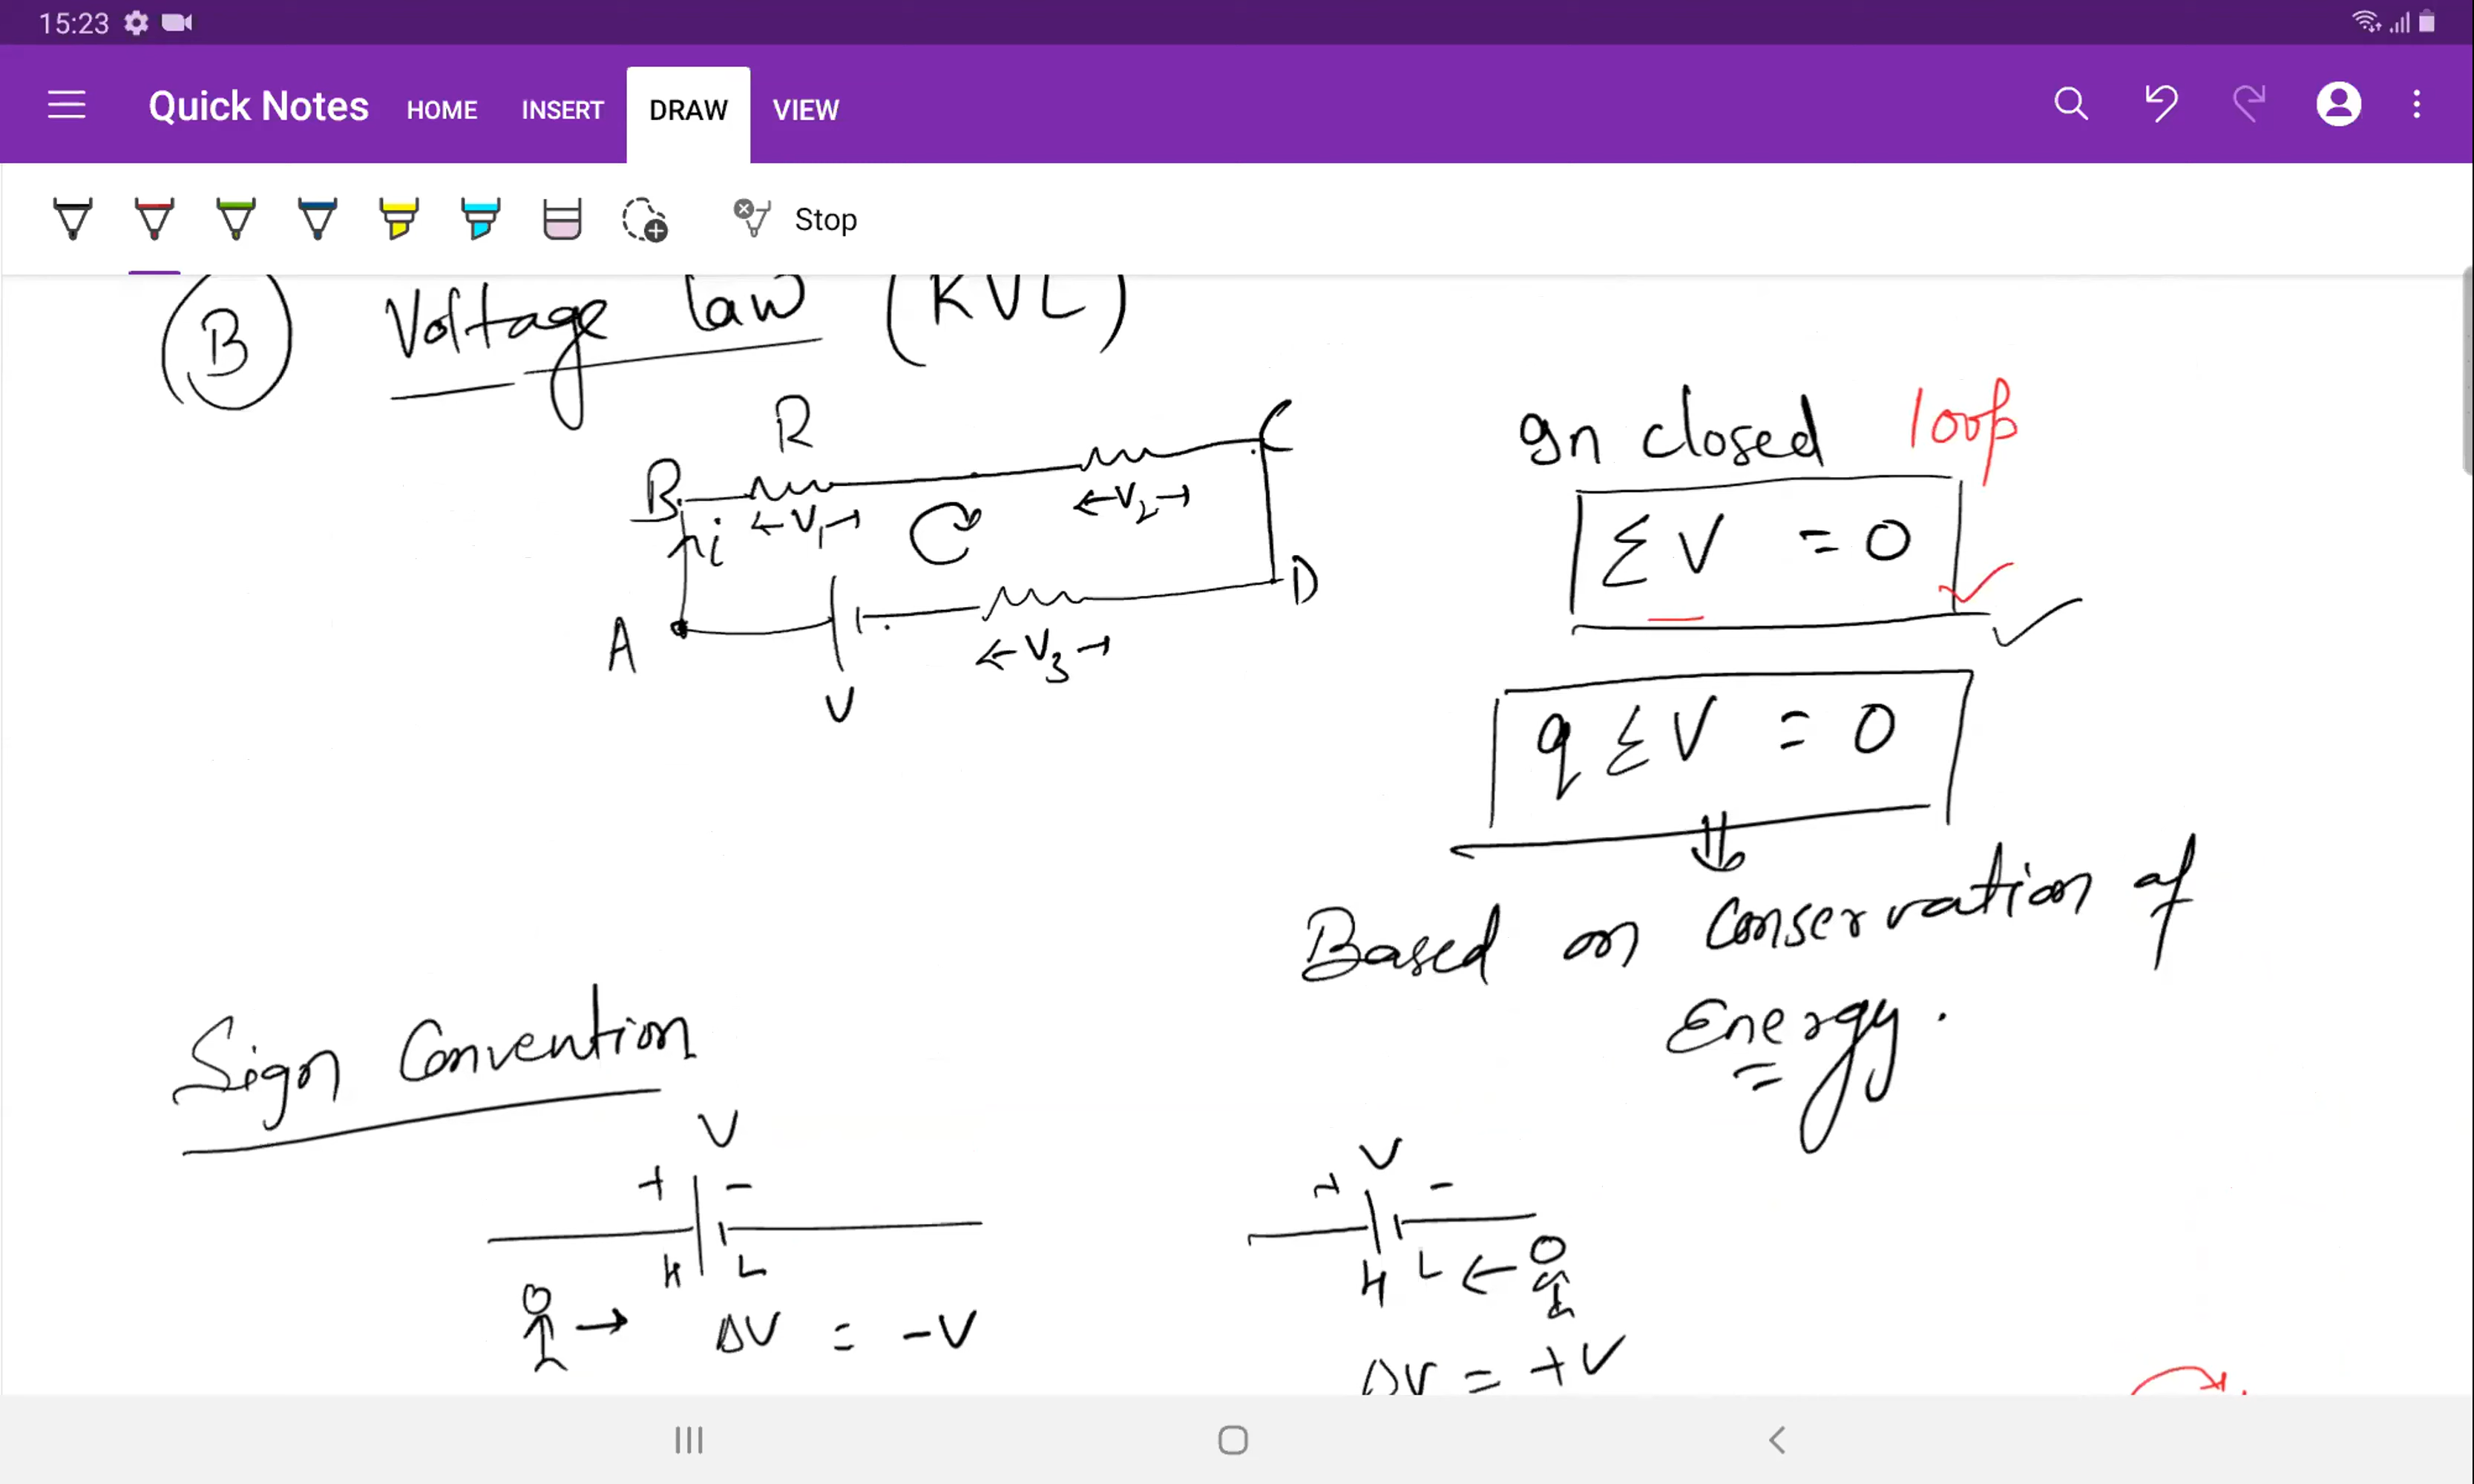 15:23
Quick Notes HOME INSERT DRAW VIEW
Stop
B Voltage law (KVL)
R
B C
V1 V2
i
A D
V3
V
In closed loop
ΣV = 0
qΣV = 0
Based on conservation of
Energy.
Sign Convention
V
+ -
H L
ΔV = -V
V
+ -
H L
ΔV = +V